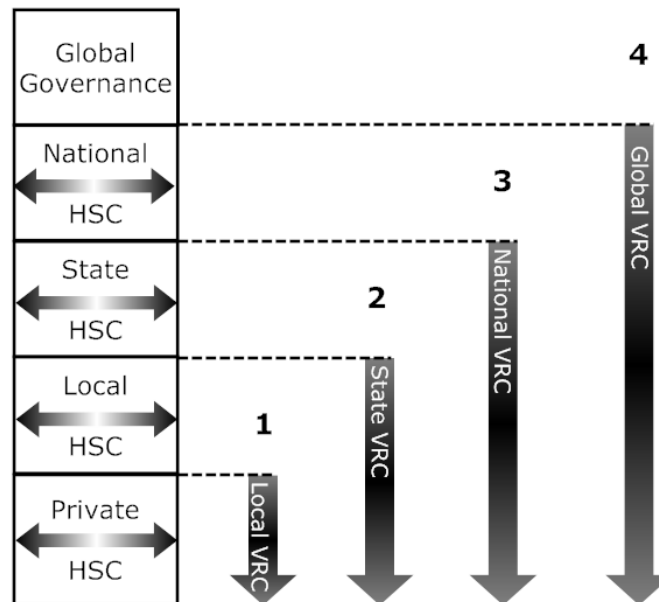 Global
Governance
4
National
HSC
3
Global VRC
State
HSC
2
National VRC
Local
HSC
1
State VRC
Private
HSC
Local VRC